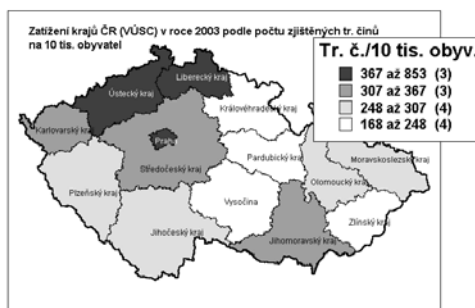 Zatížení krajů ČR (VÚSC) v roce 2003 podle počtu zjištěných tr. činů
na 10 tis. obyvatel
Tr. č./10 tis. obyv.
367 až 853 (3)
307 až 367 (3)
248 až 307 (4)
168 až 248 (4)
Liberecký kraj
Ústecký kraj
Královéhradecký kraj
Karlovarský kraj
Praha
Středočeský kraj
Pardubický kraj
Moravskoslezský kraj
Olomoucký kraj
Plzeňský kraj
Vysočina
Zlínský kraj
Jihočeský kraj
Jihomoravský kraj